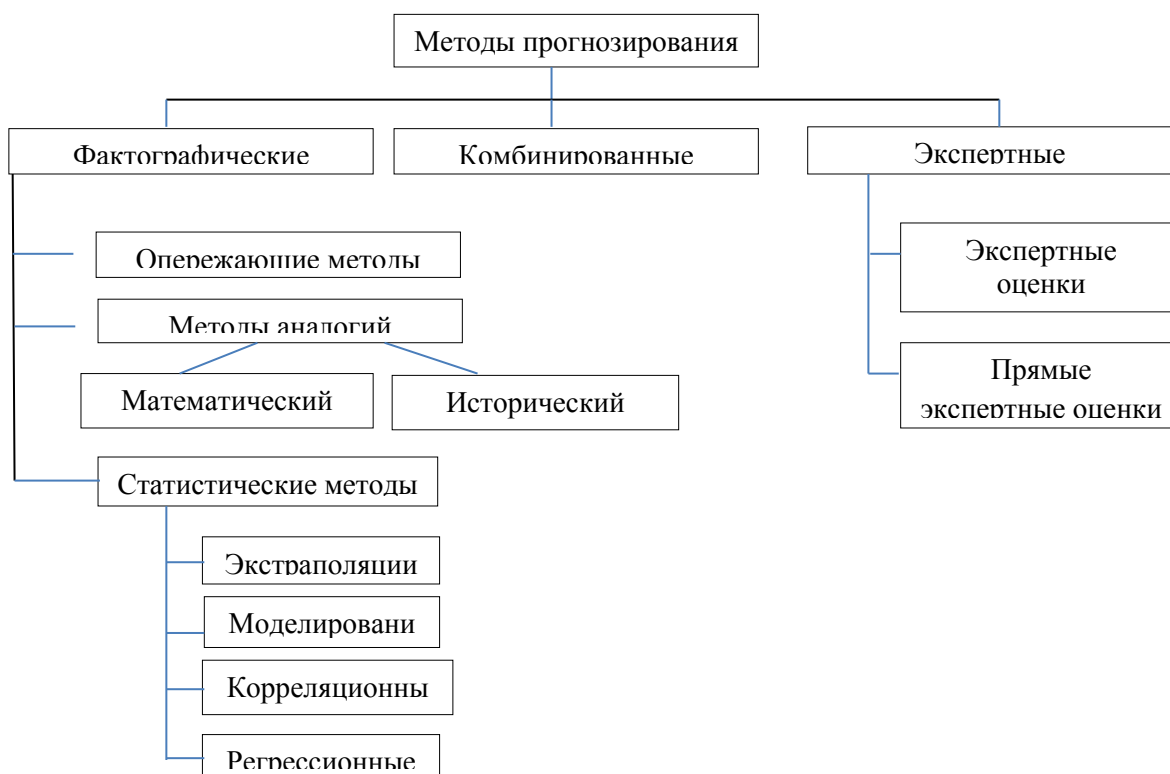 Методы прогнозирования
Фактографические
Комбинированные
Экспертные
Опережающие методы
Экспертные
оценки
Методы аналогий
Математический
Исторический
Прямые
экспертные оценки
Статистические методы
Экстраполяции
Моделировани
Корреляционны
Регрессионные